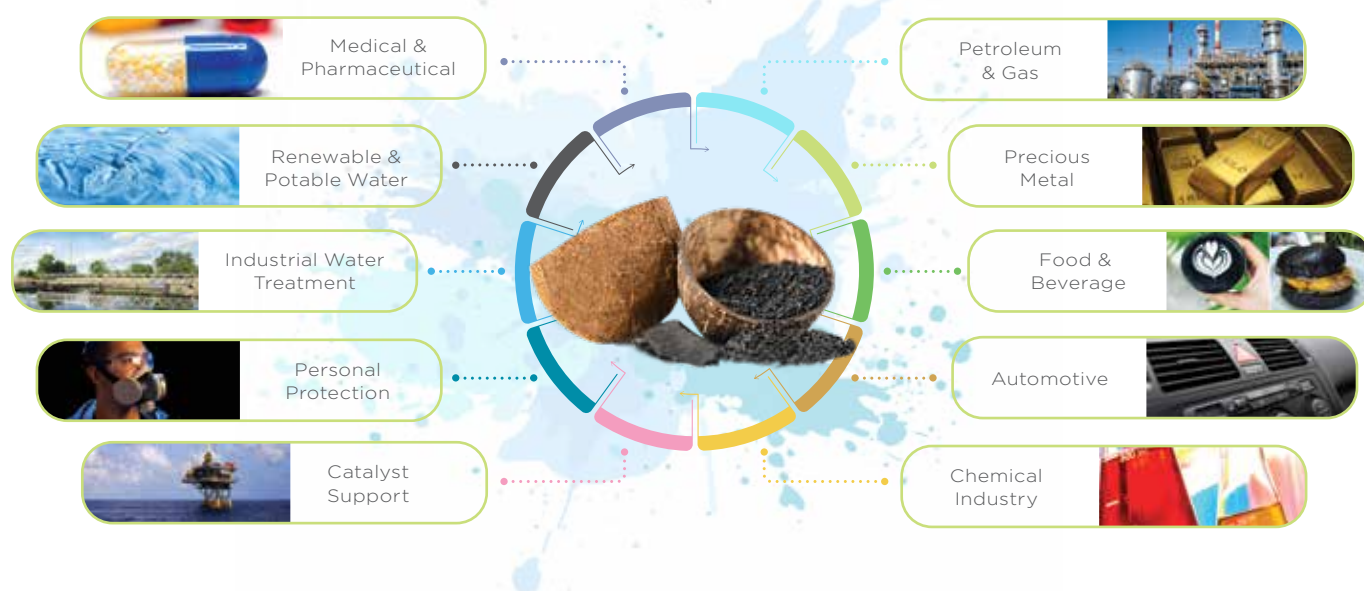 Medical &
Pharmaceutical
Renewable &
Potable Water
Industrial Water
Treatment
Personal
Protection
Catalyst
Support
Petroleum
& Gas
Precious
Metal
Food &
Beverage
Automotive
Chemical
Industry